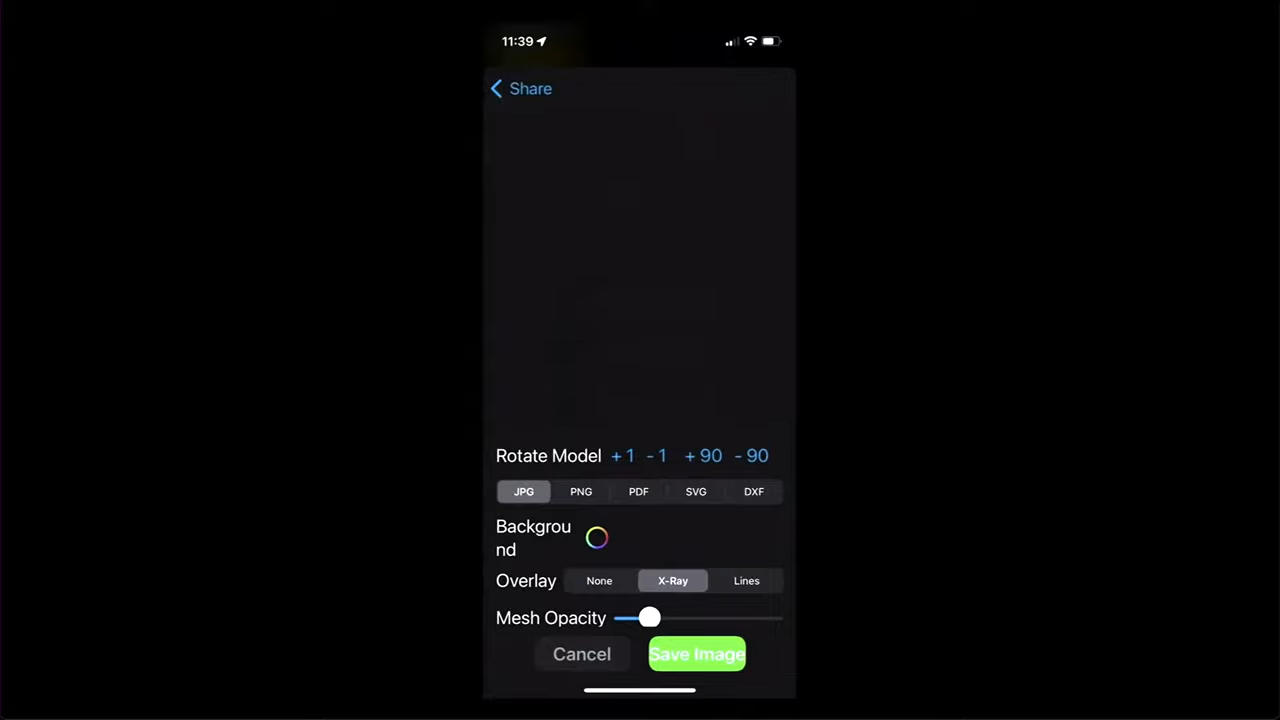 11:39
Share
Rotate Model +1 -1 +90 -90
JPG PNG PDF SVG DXF
Backgrou
nd
Overlay None X-Ray Lines
Mesh Opacity
Cancel Save Image